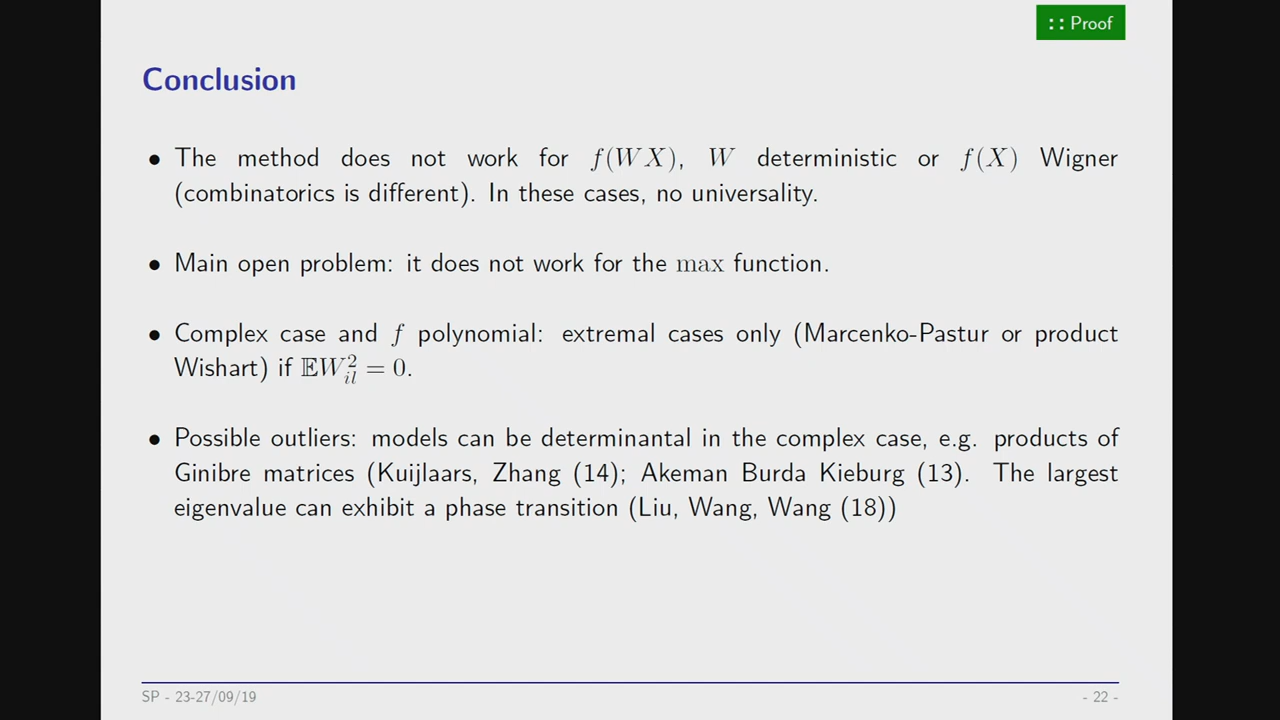 :: Proof
Conclusion
• The method does not work for f(WX), W deterministic or f(X) Wigner
(combinatorics is different). In these cases, no universality.
• Main open problem: it does not work for the max function.
• Complex case and f polynomial: extremal cases only (Marcenko-Pastur or product
Wishart) if 𝔼W²ᵢₗ = 0.
• Possible outliers: models can be determinantal in the complex case, e.g. products of
Ginibre matrices (Kuijlaars, Zhang (14); Akeman Burda Kieburg (13). The largest
eigenvalue can exhibit a phase transition (Liu, Wang, Wang (18))
SP - 23-27/09/19
- 22 -